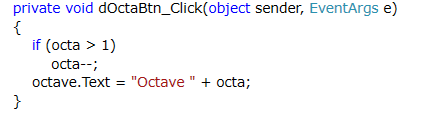 private void dOctaBtn_Click(object sender, EventArgs e)
{
if (octa > 1)
octa--;
octave.Text = "Octave " + octa;
}